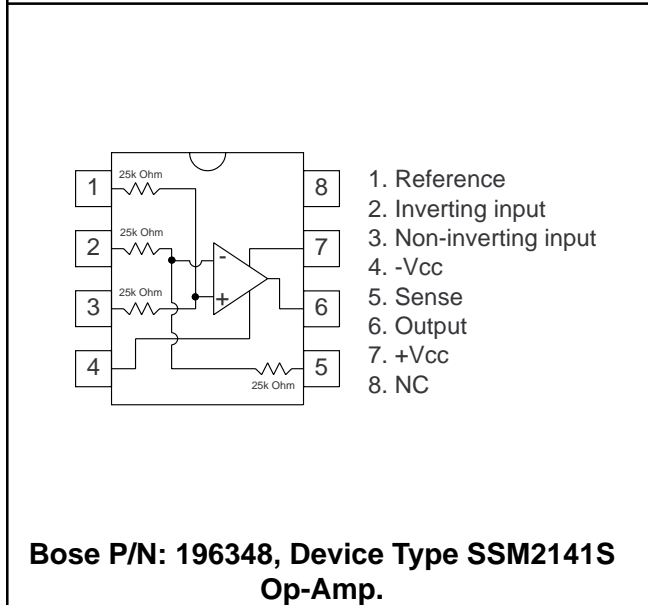 25k Ohm
1
8
1. Reference
2. Inverting input
25k Ohm
2
-
7
3. Non-inverting input
4. -Vcc
25k Ohm
3
+
6
5. Sense
6. Output
4
5
7. +Vcc
25k Ohm
8. NC
Bose P/N: 196348, Device Type SSM2141S
Op-Amp.